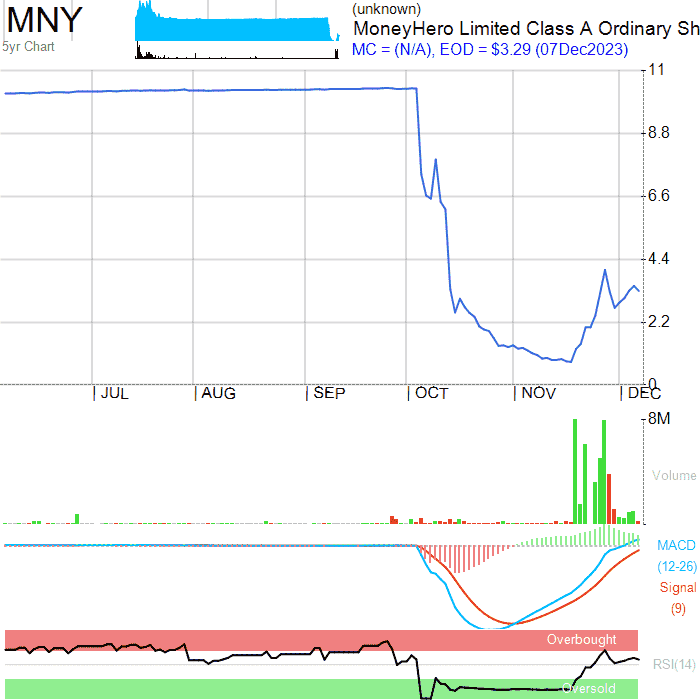 MNY
5yr Chart
(unknown)
MoneyHero Limited Class A Ordinary Sh
MC = (N/A), EOD = $3.29 (07Dec2023)
11
8.8
6.6
4.4
2.2
0
JUL AUG SEP OCT NOV DEC
8M
Volume
MACD
(12-26)
Signal
(9)
Overbought
RSI(14)
Oversold